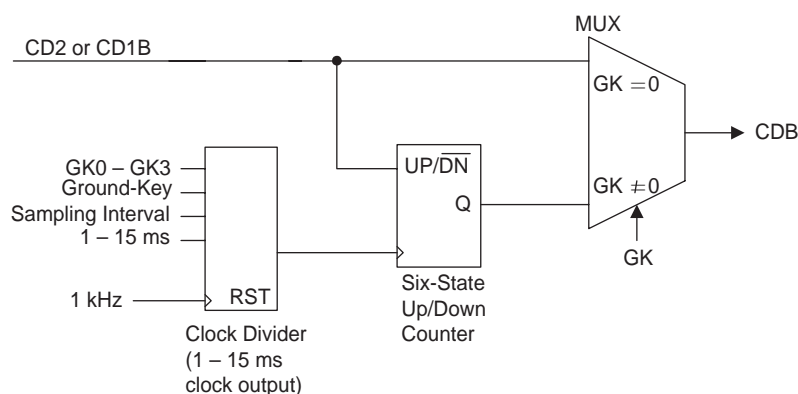 MUX
CD2 or CD1B
GK = 0
CDB
GK0 – GK3
Ground-Key
Sampling Interval
1 – 15 ms
UP/DN
Q
GK ≠ 0
GK
1 kHz
RST
Six-State
Up/Down
Counter
Clock Divider
(1 – 15 ms
clock output)